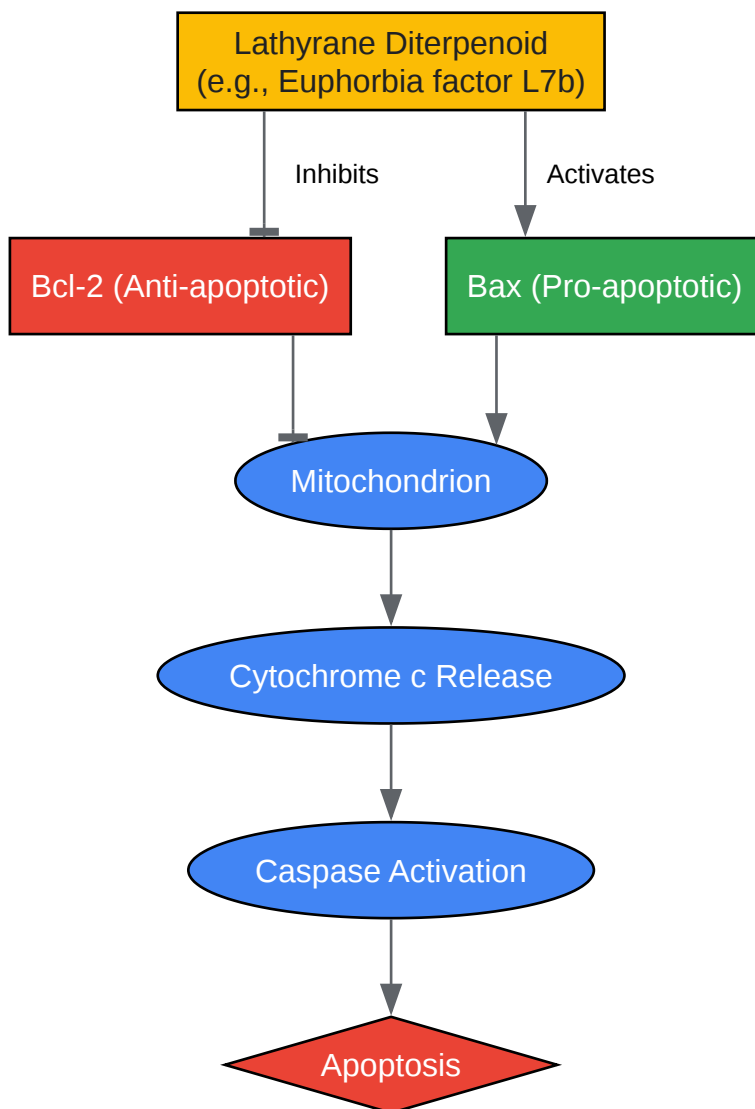 Lathyrane Diterpenoid
(e.g., Euphorbia factor L7b)
Inhibits
Activates
Bcl-2 (Anti-apoptotic)
Bax (Pro-apoptotic)
Mitochondrion
Cytochrome c Release
Caspase Activation
Apoptosis